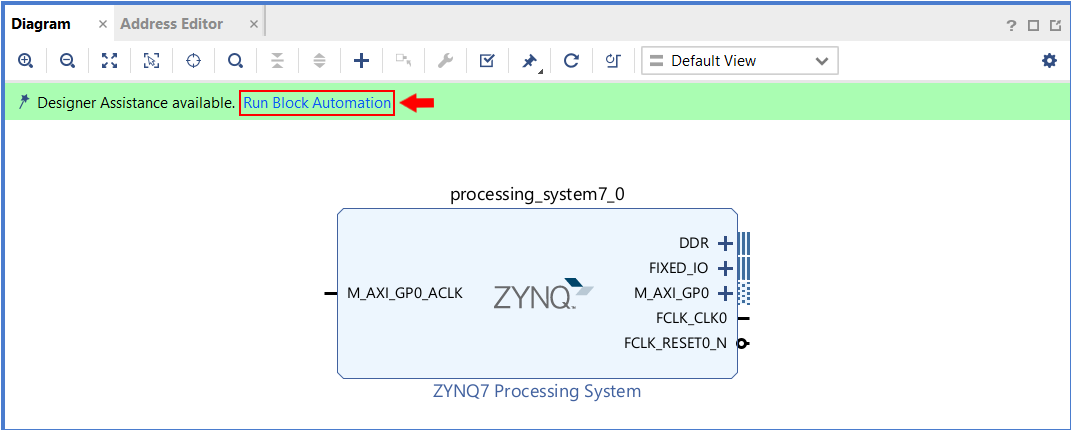 Diagram × Address Editor × ?
Default View
Designer Assistance available. Run Block Automation
processing_system7_0
DDR
FIXED_IO
M_AXI_GP0_ACLK ZYNQ M_AXI_GP0
FCLK_CLK0
FCLK_RESET0_N
ZYNQ7 Processing System